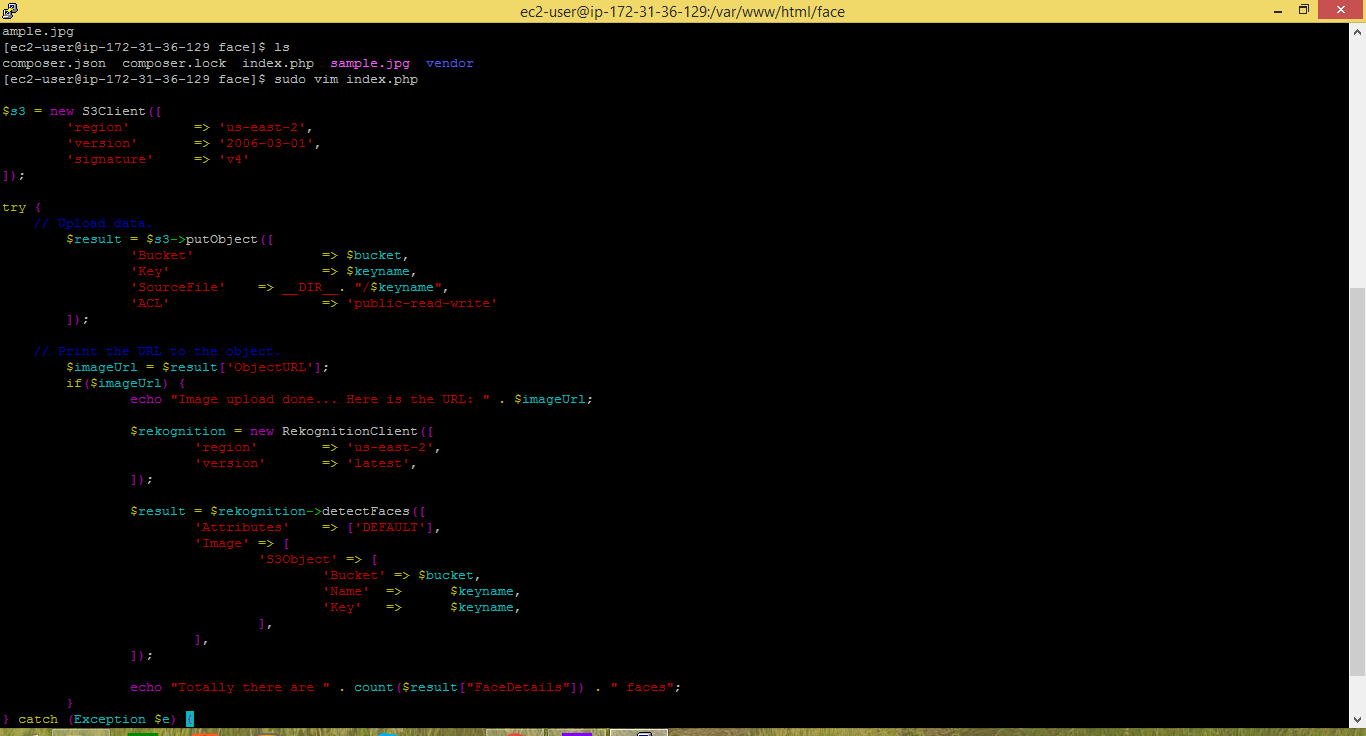 ec2-user@ip-172-31-36-129:/var/www/html/face
ample.jpg
[ec2-user@ip-172-31-36-129 face]$ ls
composer.json  composer.lock  index.php  sample.jpg  vendor
[ec2-user@ip-172-31-36-129 face]$ sudo vim index.php
$s3 = new S3Client([
        'region'        => 'us-east-2',
        'version'       => '2006-03-01',
        'signature'     => 'v4'
]);
try {
    // Upload data.
        $result = $s3->putObject([
                'Bucket'                => $bucket,
                'Key'                   => $keyname,
                'SourceFile'    => __DIR__. "/$keyname",
                'ACL'                   => 'public-read-write'
        ]);
    // Print the URL to the object.
        $imageUrl = $result['ObjectURL'];
        if($imageUrl) {
                echo "Image upload done... Here is the URL: " . $imageUrl;
                $rekognition = new RekognitionClient([
                        'region'        => 'us-east-2',
                        'version'       => 'latest',
                ]);
                $result = $rekognition->detectFaces([
                        'Attributes'    => ['DEFAULT'],
                        'Image' => [
                                'S3Object' => [
                                        'Bucket' => $bucket,
                                        'Name'  =>      $keyname,
                                        'Key'   =>      $keyname,
                                ],
                        ],
                ]);
                echo "Totally there are " . count($result["FaceDetails"]) . " faces";
        }
} catch (Exception $e) {